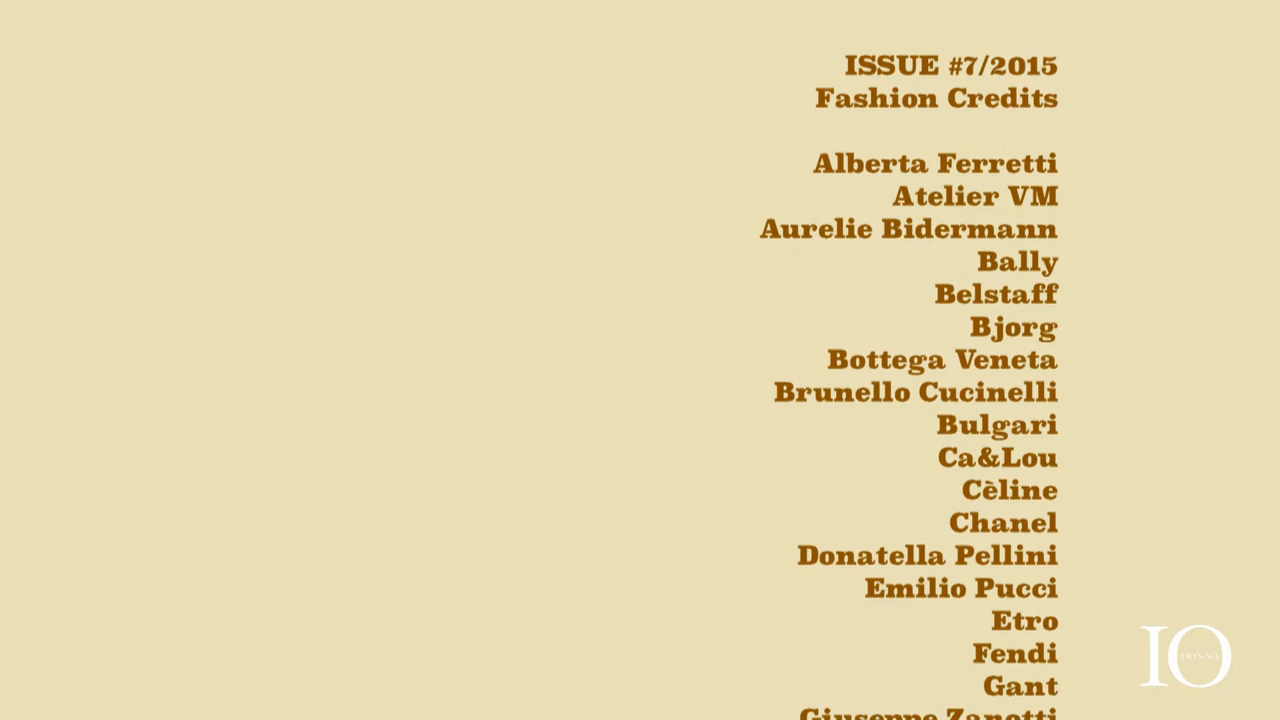 ISSUE #7/2015
Fashion Credits
Alberta Ferretti
Atelier VM
Aurelie Bidermann
Bally
Belstaff
Bjorg
Bottega Veneta
Brunello Cucinelli
Bulgari
Ca&Lou
Cèline
Chanel
Donatella Pellini
Emilio Pucci
Etro
Fendi
Gant
Giuseppe Zanotti
IO
DONNA